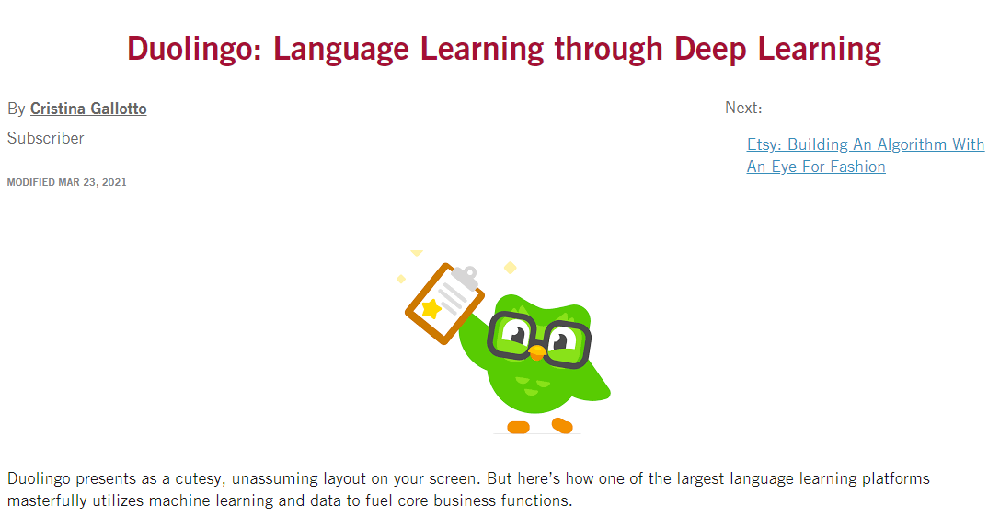 Duolingo: Language Learning through Deep Learning
By Cristina Gallotto
Subscriber
MODIFIED MAR 23, 2021
Next:
Etsy: Building An Algorithm With
An Eye For Fashion
Duolingo presents as a cutesy, unassuming layout on your screen. But here’s how one of the largest language learning platforms
masterfully utilizes machine learning and data to fuel core business functions.